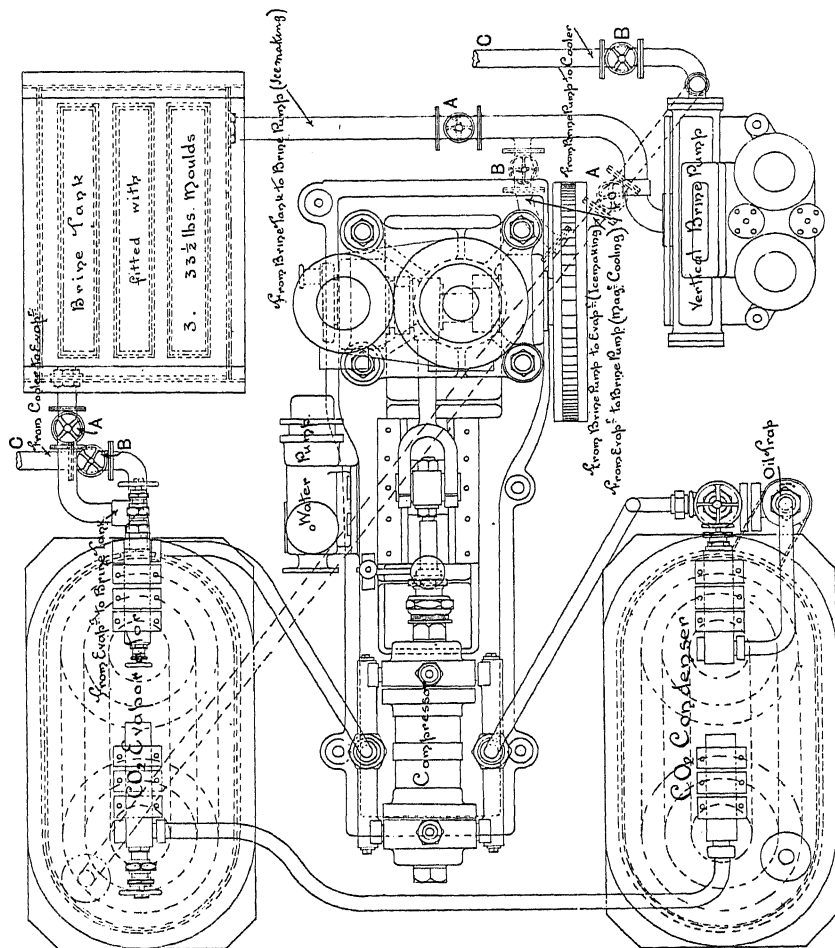 Brine Tank
fitted with
3. 33½ lbs. Moulds
From Cooler to Evapʳ
C
A
B
From Evapʳ to Brine Tank
CO₂ Evaporator
Water Pump
Compressor
From Brine Tank to Brine Pump (Icemaking)
A
B
C
B
From Brine Pump to Cooler
A
From Brine Pump to Evapʳ (Icemaking)
From Evapʳ to Brine Pump (Magᵉ Cooling)
Vertical Brine Pump
Oil Trap
CO₂ Condenser